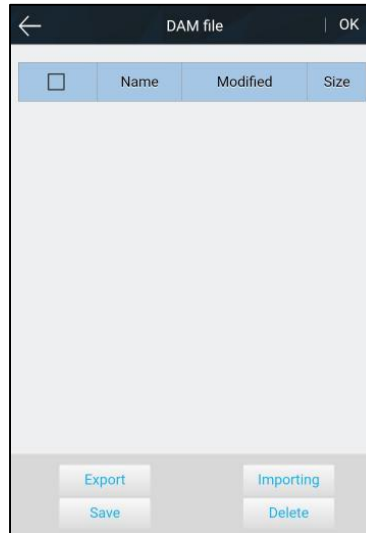 DAM file | OK
Name Modified Size
Export Importing
Save Delete